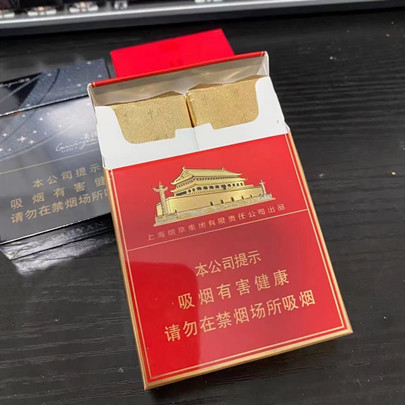 上海烟草集团有限责任公司出品
本公司提示
吸烟有害健康
请勿在禁烟场所吸烟
本公司提示
吸烟有害健康
请勿在禁烟场所吸烟